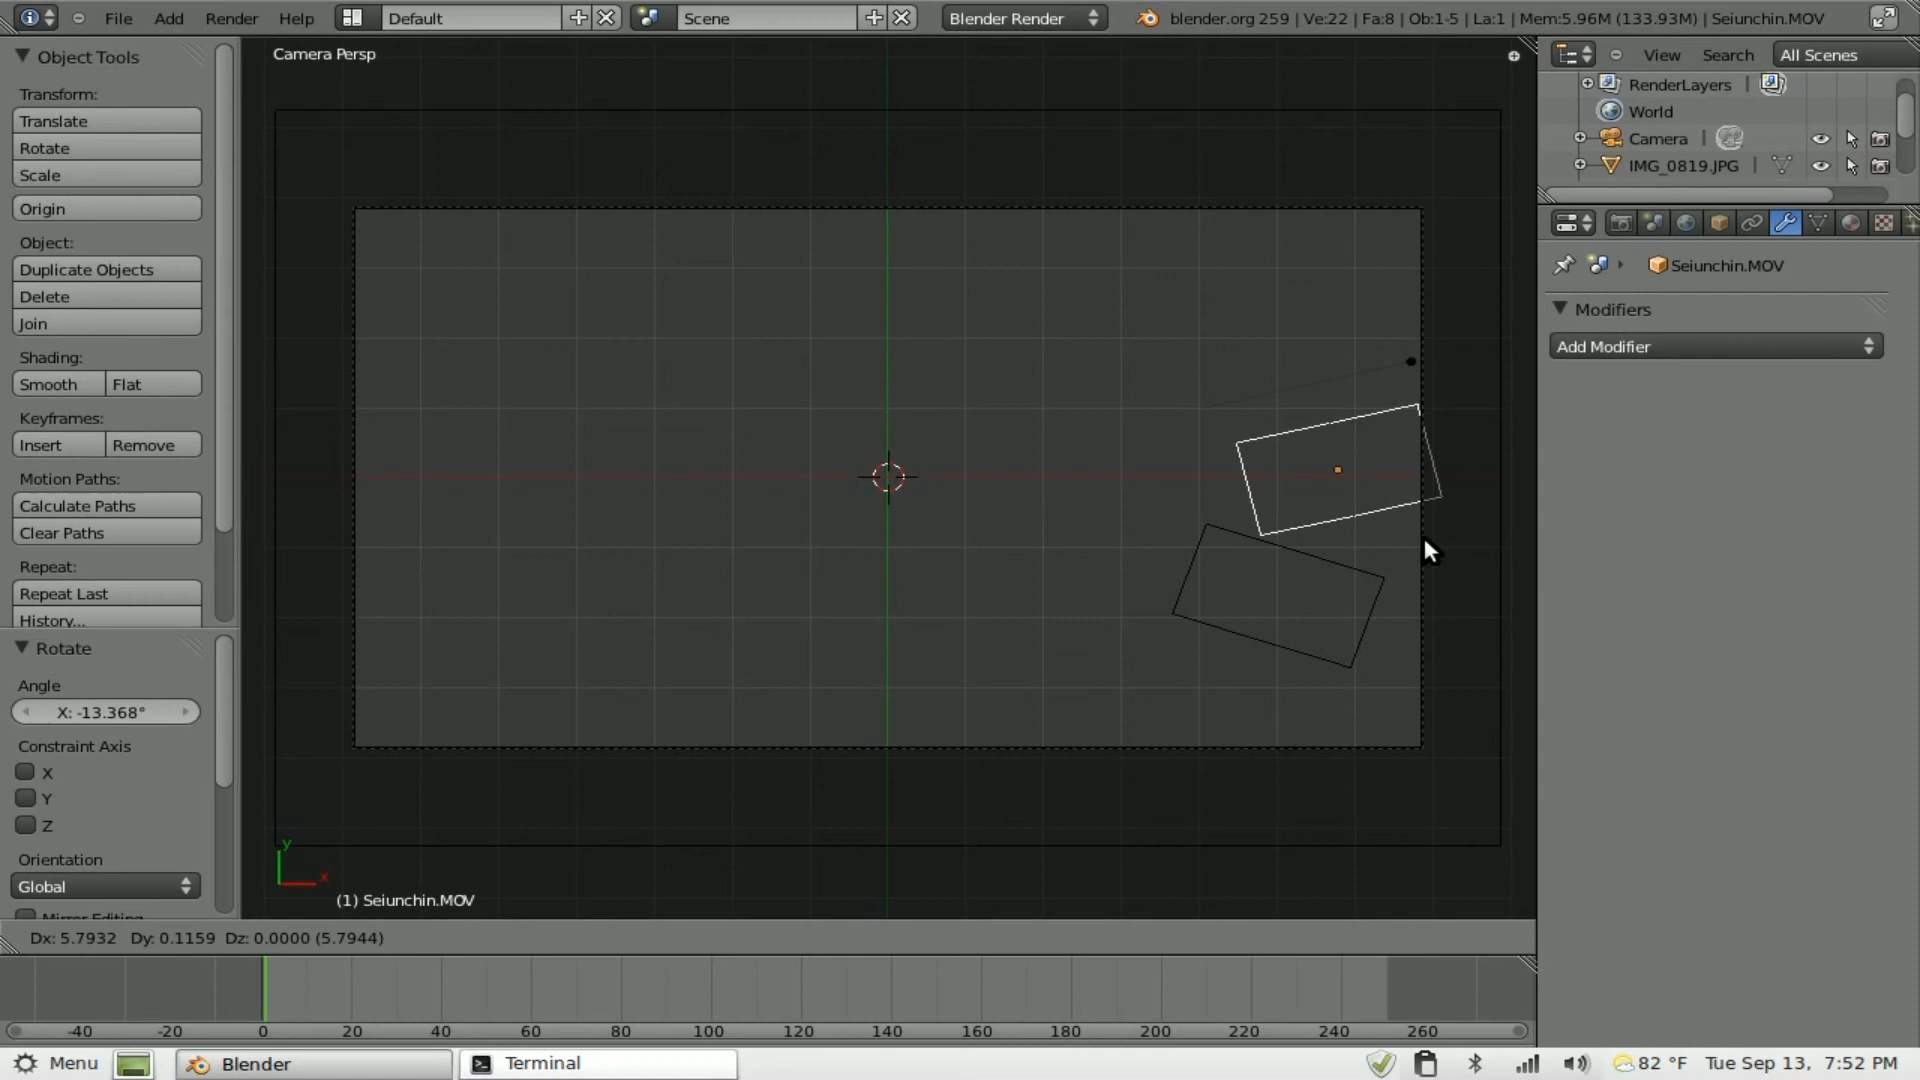 File Add Render Help Default Scene Blender Render blender.org 259 | Ve:22 | Fa:8 | Ob:1-5 | La:1 | Mem:5.96M (133.93M) | Seiunchin.MOV
Object Tools
Transform:
Translate
Rotate
Scale
Origin
Object:
Duplicate Objects
Delete
Join
Shading:
Smooth Flat
Keyframes:
Insert Remove
Motion Paths:
Calculate Paths
Clear Paths
Repeat:
Repeat Last
History...
Rotate
Angle
X: -13.368°
Constraint Axis
X
Y
Z
Orientation
Global
Mirror Editing
Camera Persp
y
x
(1) Seiunchin.MOV
Dx: 5.7932 Dy: 0.1159 Dz: 0.0000 (5.7944)
View Search All Scenes
RenderLayers |
World
Camera |
IMG_0819.JPG |
Seiunchin.MOV
Modifiers
Add Modifier
-40 -20 0 20 40 60 80 100 120 140 160 180 200 220 240 260
Menu Blender Terminal 82 °F Tue Sep 13, 7:52 PM